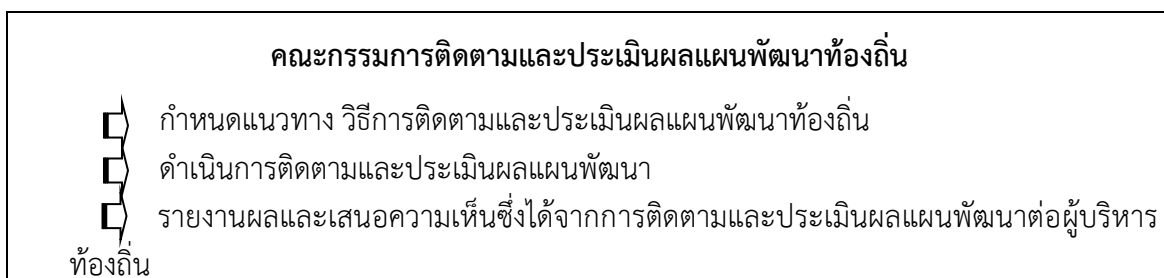 คณะกรรมการติดตามและประเมินผลแผนพัฒนาท้องถิ่น
กำหนดแนวทาง วิธีการติดตามและประเมินผลแผนพัฒนาท้องถิ่น
ดำเนินการติดตามและประเมินผลแผนพัฒนา
รายงานผลและเสนอความเห็นซึ่งได้จากการติดตามและประเมินผลแผนพัฒนาต่อผู้บริหาร
ท้องถิ่น